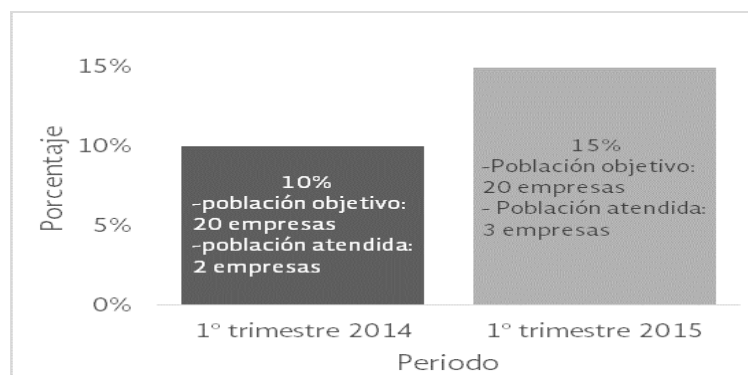 Porcentaje
15%
10%
5%
0%
10%
-población objetivo:
20 empresas
-población atendida:
2 empresas
15%
-Población objetivo:
20 empresas
- Población atendida:
3 empresas
1° trimestre 2014
1° trimestre 2015
Periodo